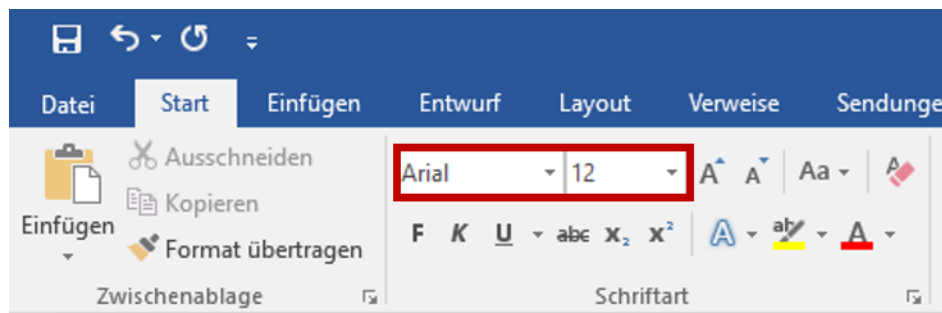 Datei Start Einfügen Entwurf Layout Verweise Sendunge
Ausschneiden
Kopieren
Einfügen
Format übertragen
Zwischenablage
Arial 12 A A Aa A
F K U abc X₂ X² A ab A
Schriftart